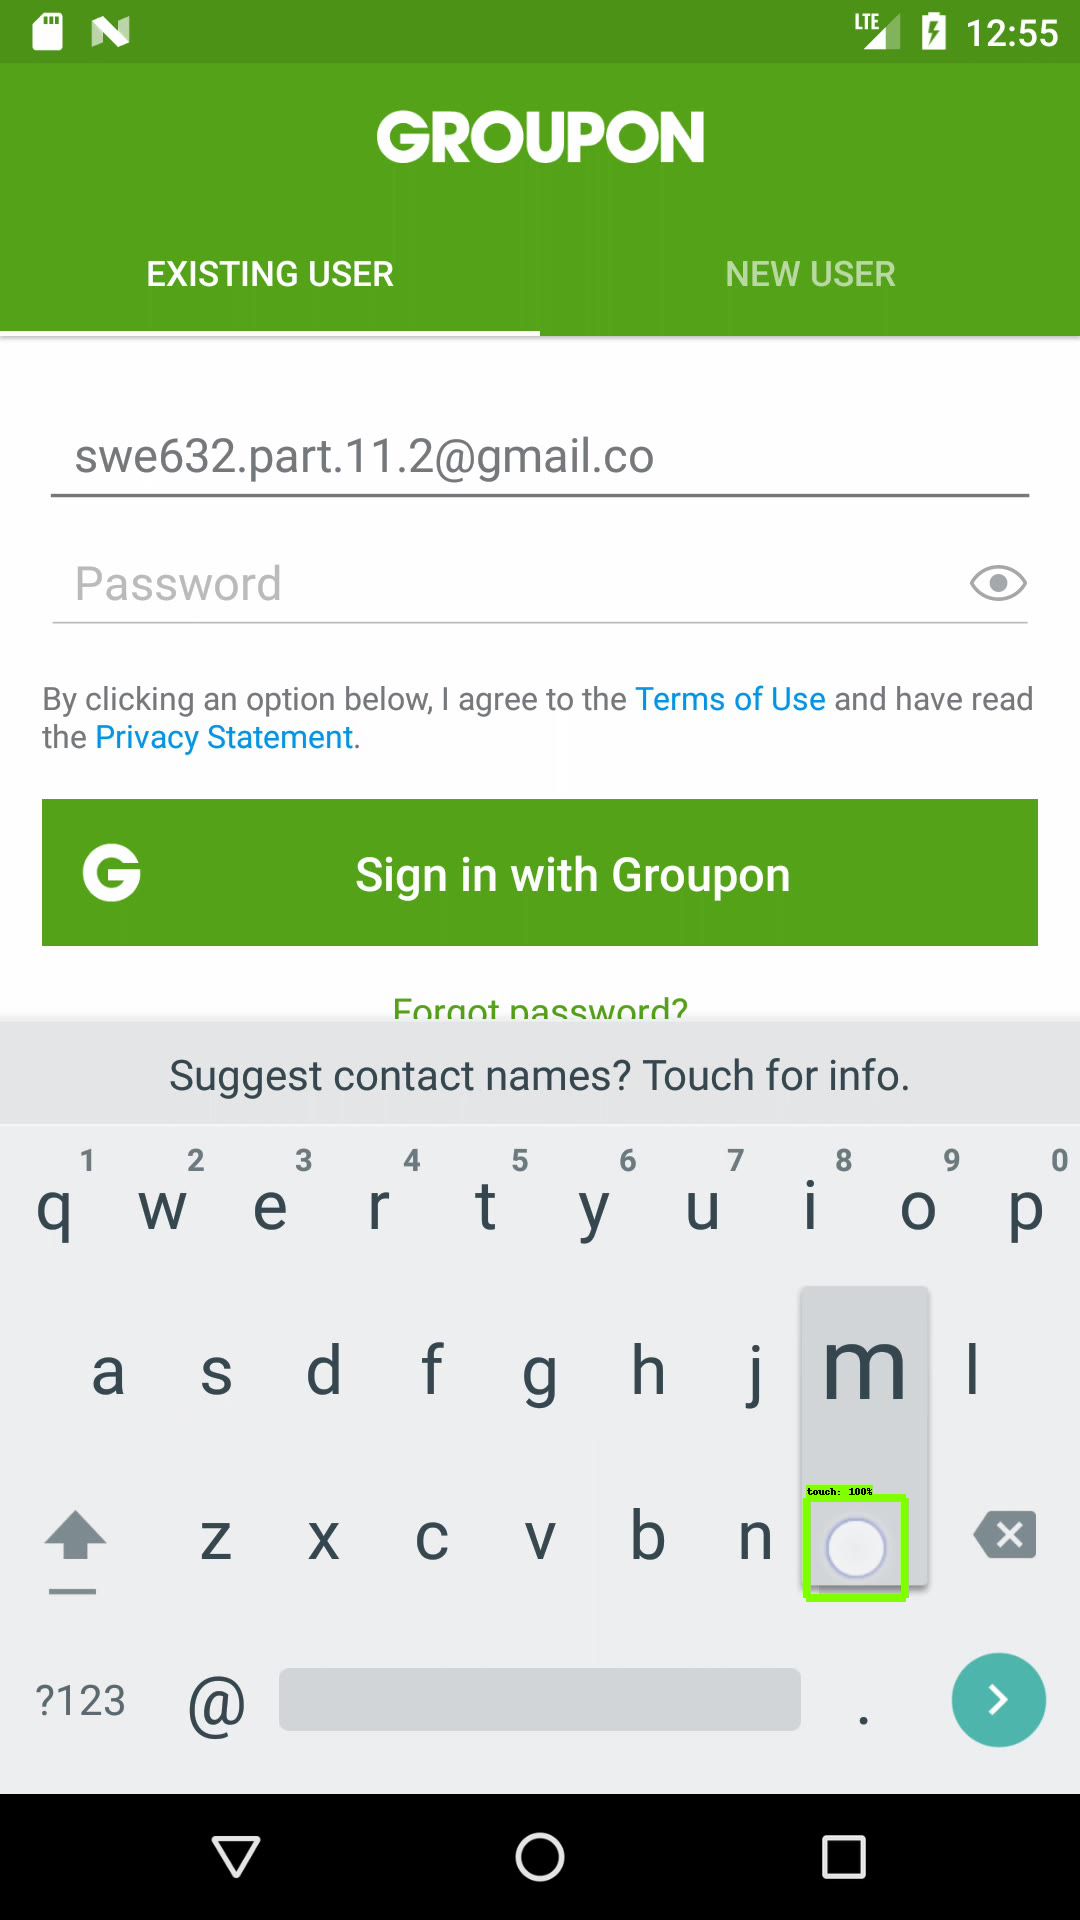 LTE 12:55
GROUPON
EXISTING USER NEW USER
swe632.part.11.2@gmail.co
Password
By clicking an option below, I agree to the Terms of Use and have read
the Privacy Statement.
G Sign in with Groupon
Forgot password?
Suggest contact names? Touch for info.
1 2 3 4 5 6 7 8 9 0
q w e r t y u i o p
a s d f g h j m l
touch: 100%
z x c v b n
?123 @ .